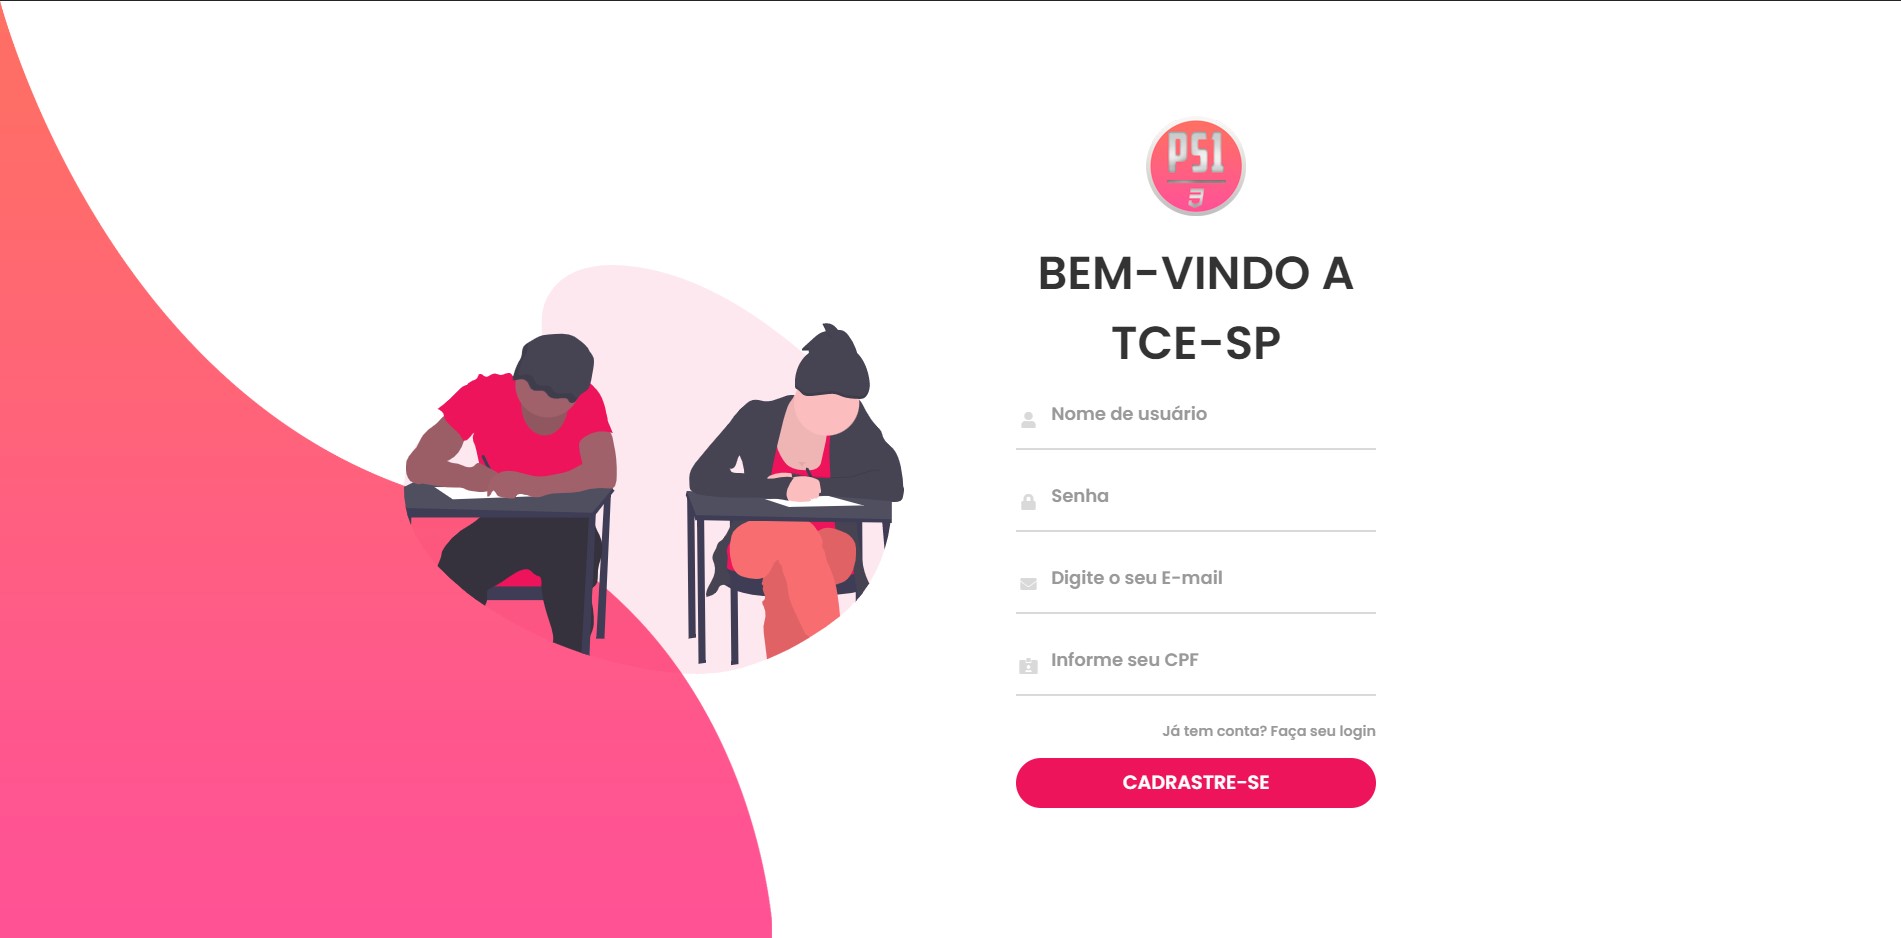 PS1
BEM-VINDO A
TCE-SP
Nome de usuário
Senha
Digite o seu E-mail
Informe seu CPF
Já tem conta? Faça seu login
CADRASTRE-SE